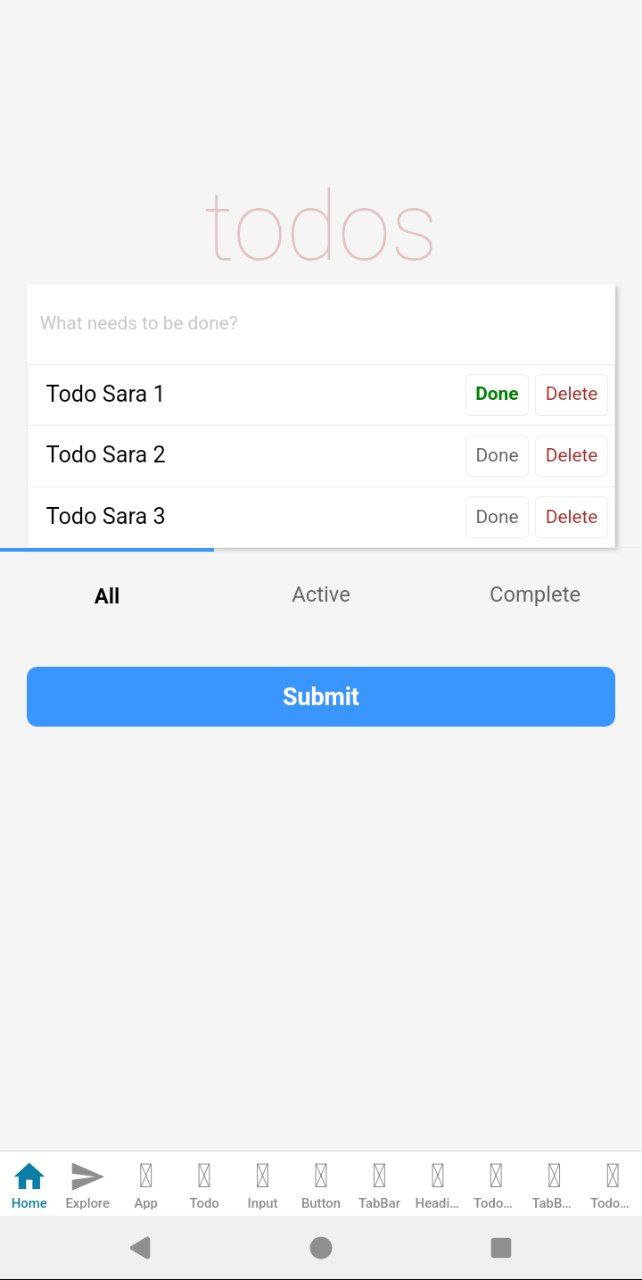 todos
What needs to be done?
Todo Sara 1 Done Delete
Todo Sara 2 Done Delete
Todo Sara 3 Done Delete
All Active Complete
Submit
Home Explore App Todo Input Button TabBar Headi... Todo... TabB... Todo...